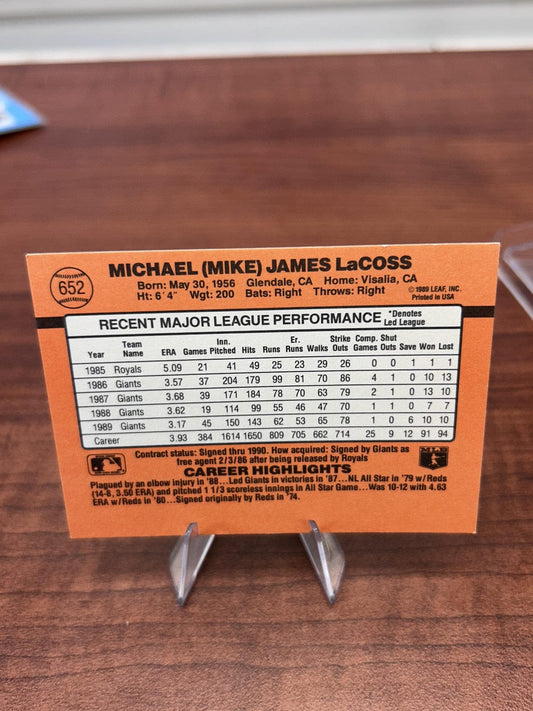 652
MICHAEL (MIKE) JAMES LaCOSS
Born: May 30, 1956 Glendale, CA Home: Visalia, CA
Ht: 6' 4" Wgt: 200 Bats: Right Throws: Right
© 1989 LEAF, INC.
Printed in USA
RECENT MAJOR LEAGUE PERFORMANCE *Denotes Led League
Year Team Name ERA Games Inn. Pitched Hits Runs Er. Runs Walks Strike Outs Comp. Games Shut Outs Save Won Lost
1985 Royals 5.09 21 41 49 25 23 29 26 0 0 1 1 1
1986 Giants 3.57 37 204 179 99 81 70 86 4 1 0 10 13
1987 Giants 3.68 39 171 184 78 70 63 79 2 1 0 13 10
1988 Giants 3.62 19 114 99 55 46 47 70 1 1 0 7 7
1989 Giants 3.17 45 150 143 62 53 65 78 1 0 6 10 10
Career 3.93 384 1614 1650 809 705 662 714 25 9 12 91 94
Contract status: Signed thru 1990. How acquired: Signed by Giants as
free agent 2/3/86 after being released by Royals
CAREER HIGHLIGHTS
MLB
Plagued by an elbow injury in '88...Led Giants in victories in '87...NL All Star in '79 w/Reds
(14-8, 3.50 ERA) and pitched 1 1/3 scoreless innings in All Star Game...Was 10-12 with 4.63
ERA w/Reds in '80...Signed originally by Reds in '74.